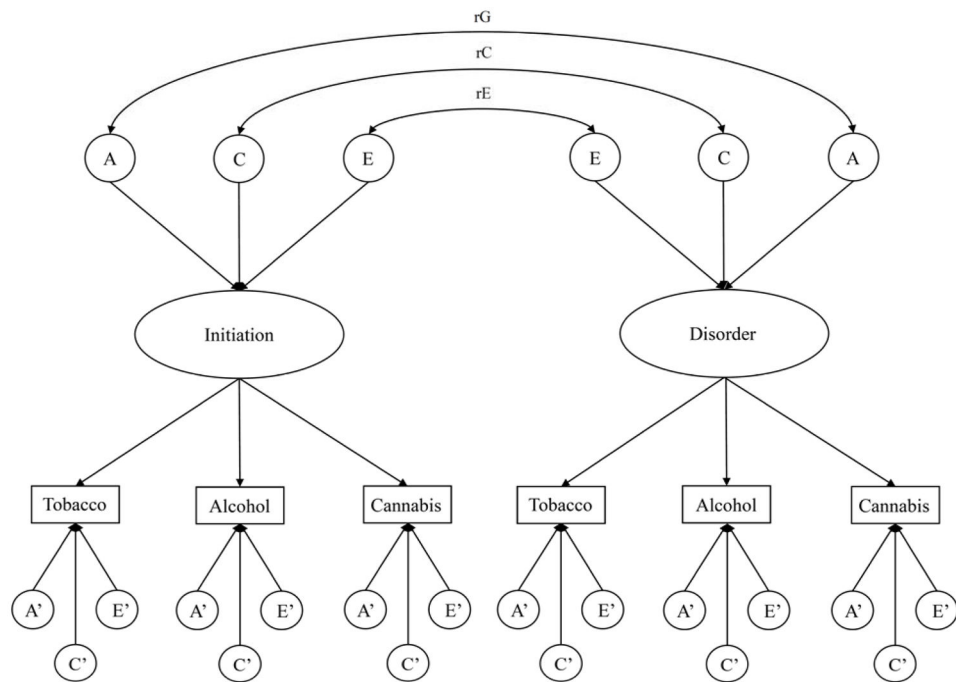 rG
rC
rE
A C E E C A
Initiation Disorder
Tobacco Alcohol Cannabis Tobacco Alcohol Cannabis
A’ E’ A’ E’ A’ E’ A’ E’ A’ E’ A’ E’
C’ C’ C’ C’ C’ C’